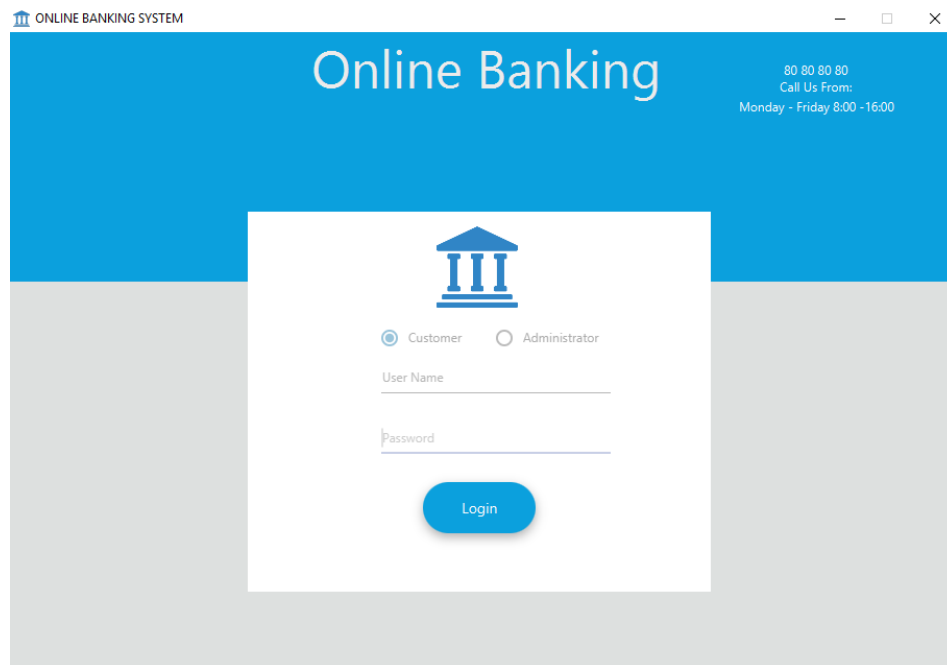 ONLINE BANKING SYSTEM
Online Banking
80 80 80 80
Call Us From:
Monday - Friday 8:00 -16:00
Customer
Administrator
User Name
Password
Login